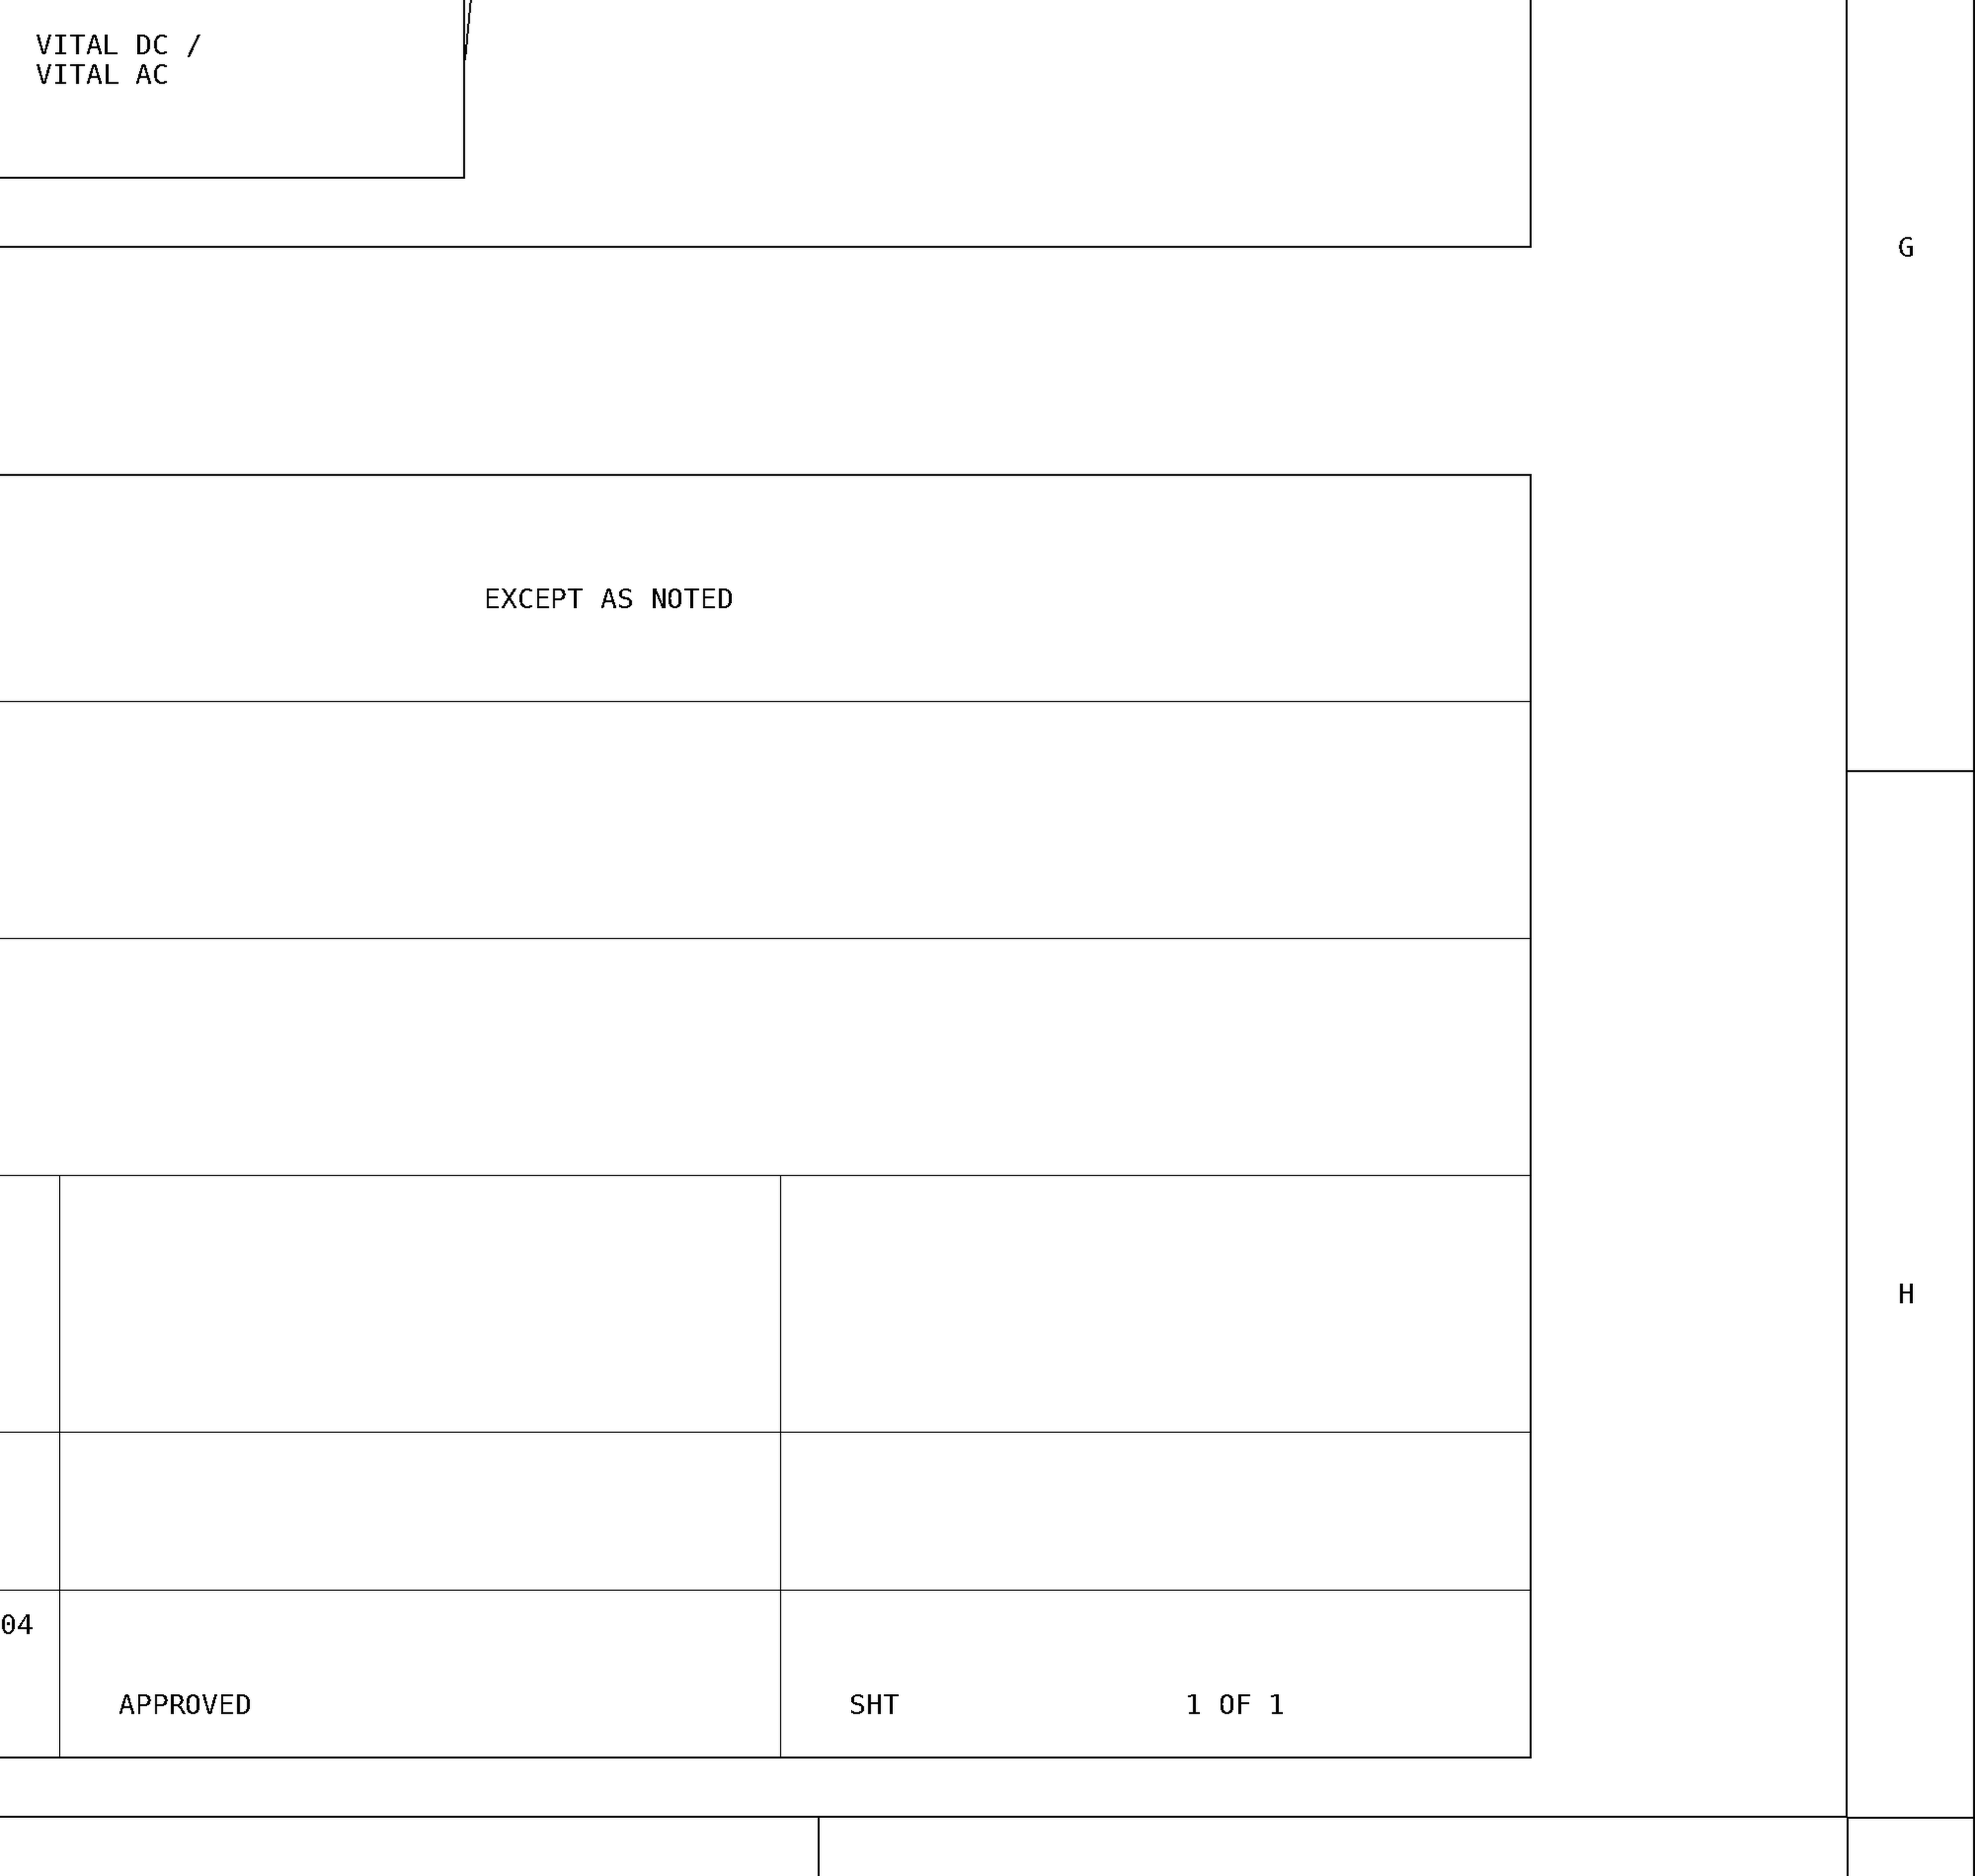 VITAL DC /
VITAL AC
G
EXCEPT AS NOTED
H
04
APPROVED
SHT 1 OF 1